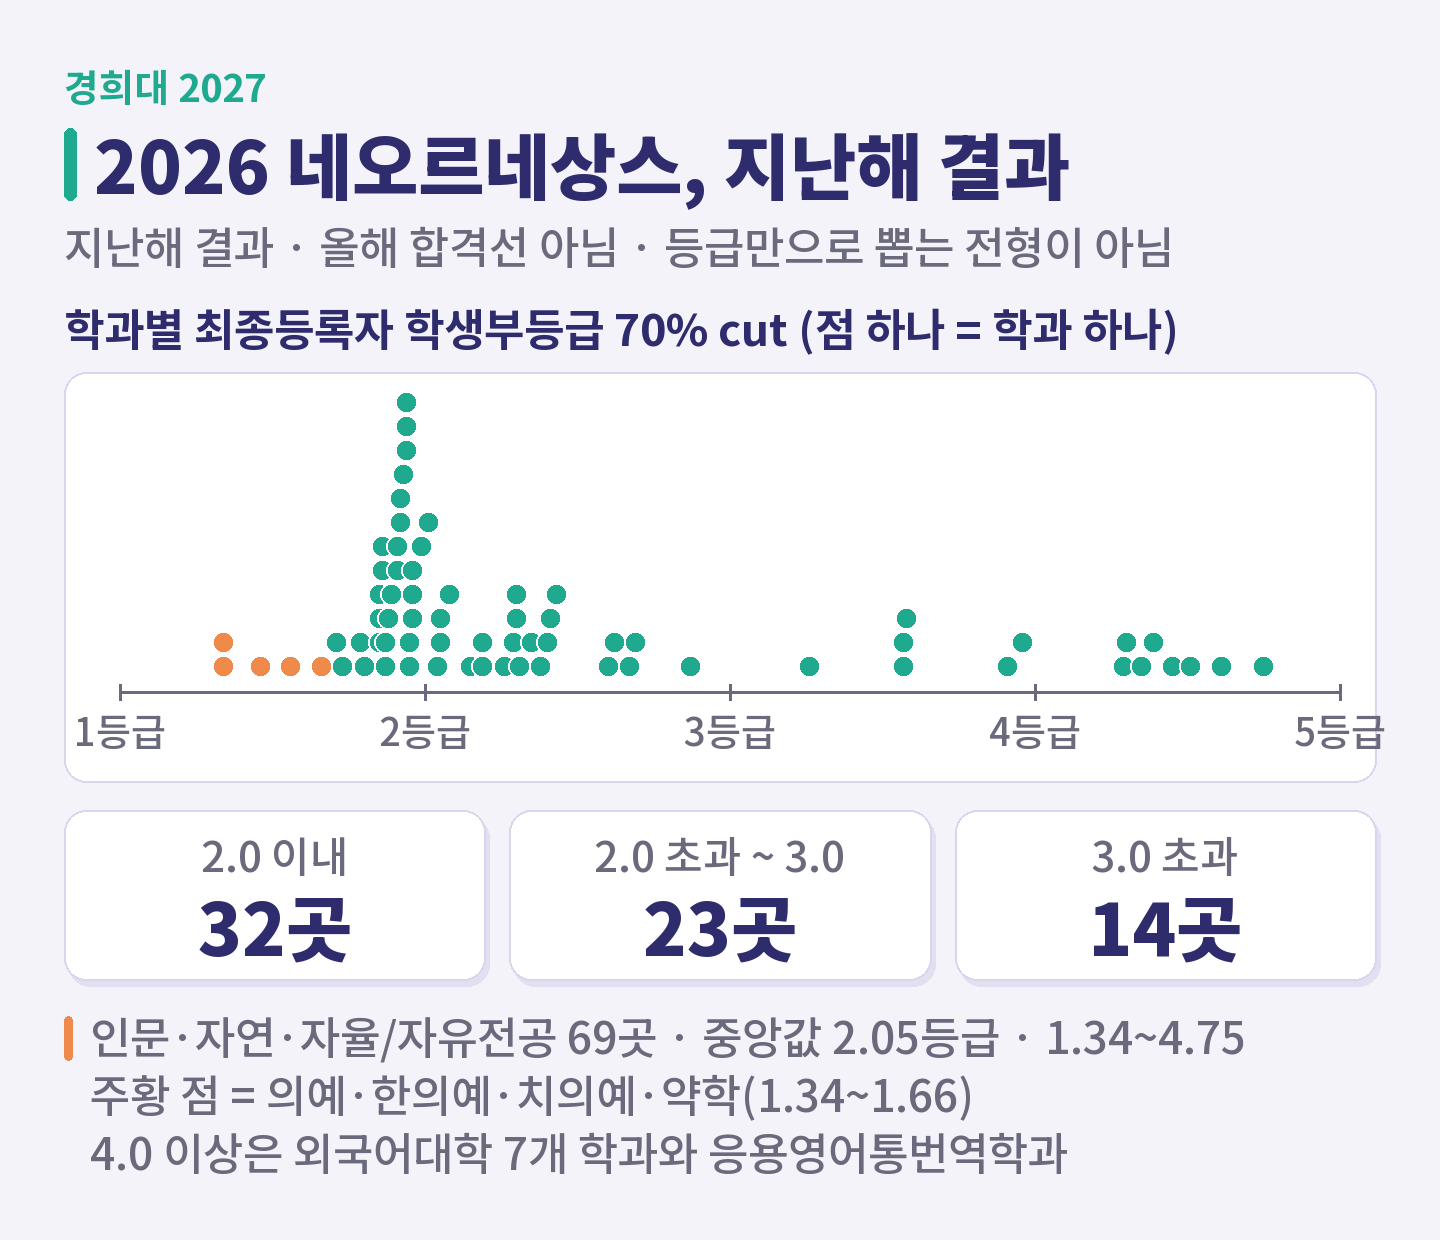 경희대 2027
2026 네오르네상스, 지난해 결과
지난해 결과 · 올해 합격선 아님 · 등급만으로 뽑는 전형이 아님
학과별 최종등록자 학생부등급 70% cut (점 하나 = 학과 하나)
1등급 2등급 3등급 4등급 5등급
2.0 이내
32곳
2.0 초과 ~ 3.0
23곳
3.0 초과
14곳
인문·자연·자율/자유전공 69곳 · 중앙값 2.05등급 · 1.34~4.75
주황 점 = 의예·한의예·치의예·약학(1.34~1.66)
4.0 이상은 외국어대학 7개 학과와 응용영어통번역학과